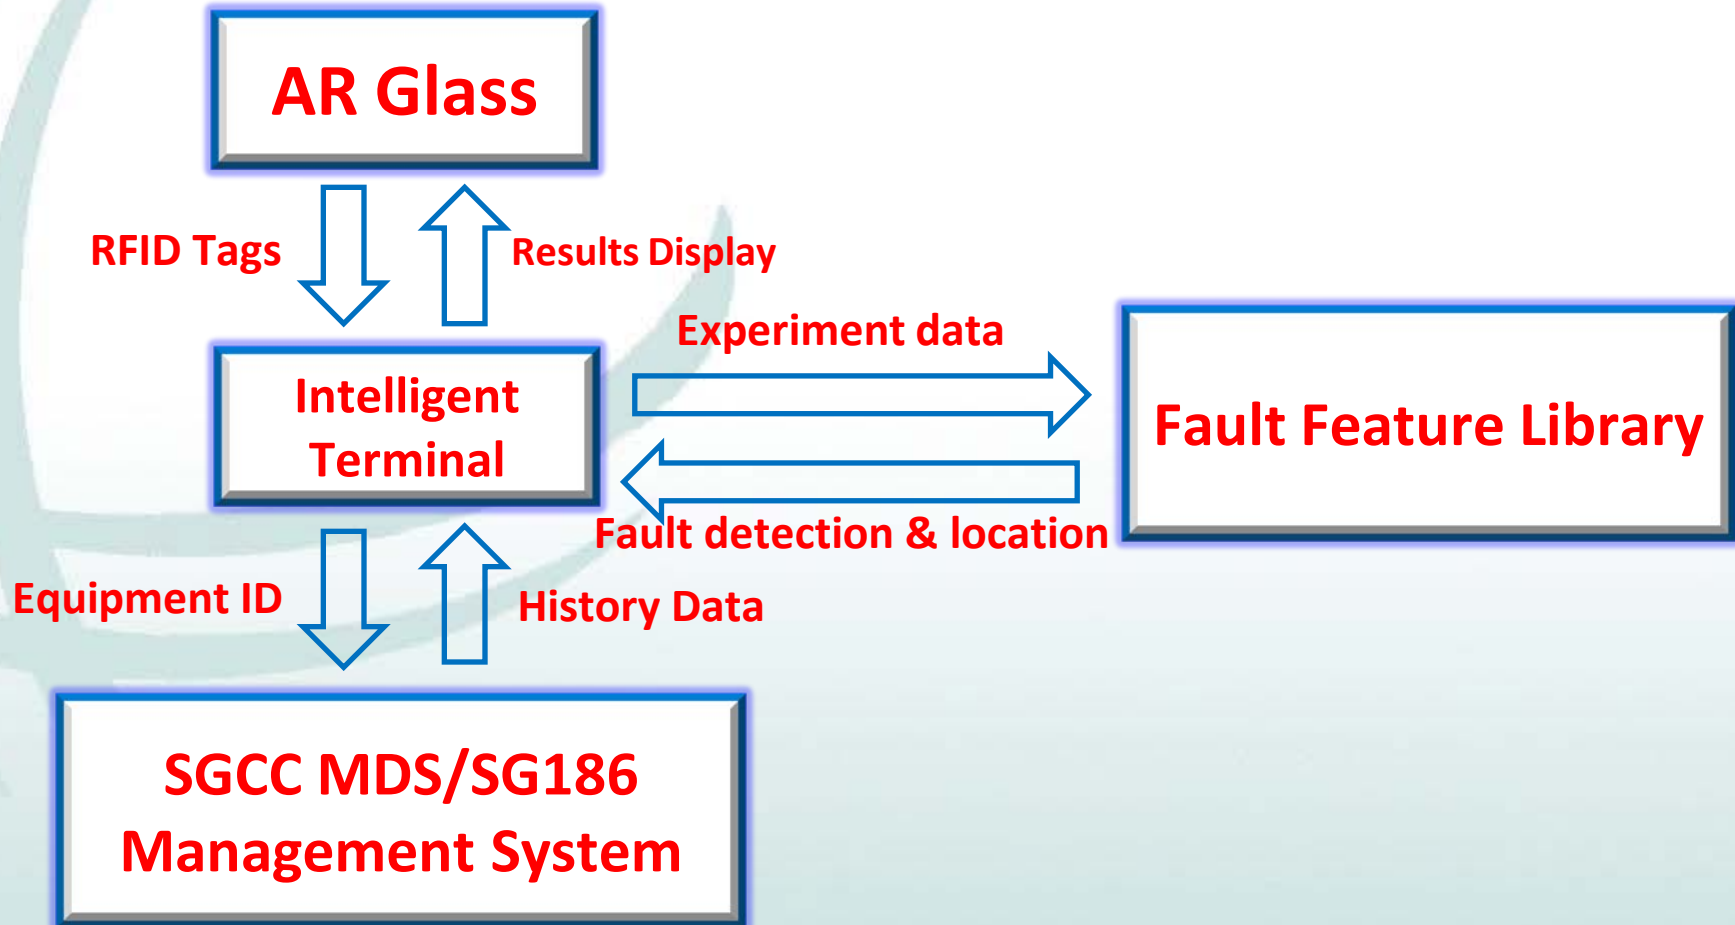 AR Glass
RFID Tags
Results Display
Experiment data
Intelligent
Terminal
Fault Feature Library
Fault detection & location
Equipment ID
History Data
SGCC MDS/SG186
Management System